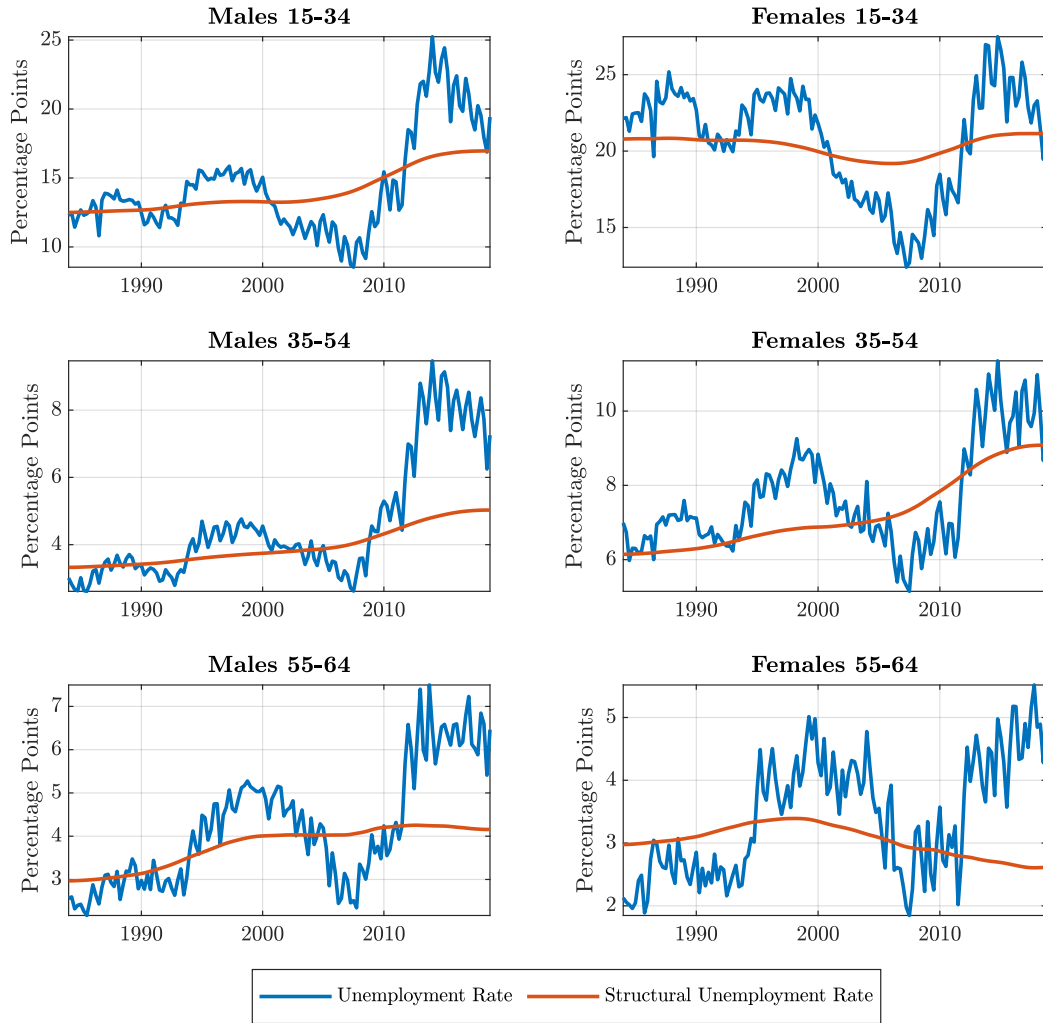 Males 15-34
Percentage Points
25
20
15
10
1990 2000 2010
Females 15-34
Percentage Points
25
20
15
1990 2000 2010
Males 35-54
Percentage Points
8
6
4
1990 2000 2010
Females 35-54
Percentage Points
10
8
6
1990 2000 2010
Males 55-64
Percentage Points
7
6
5
4
3
1990 2000 2010
Females 55-64
Percentage Points
5
4
3
2
1990 2000 2010
Unemployment Rate Structural Unemployment Rate